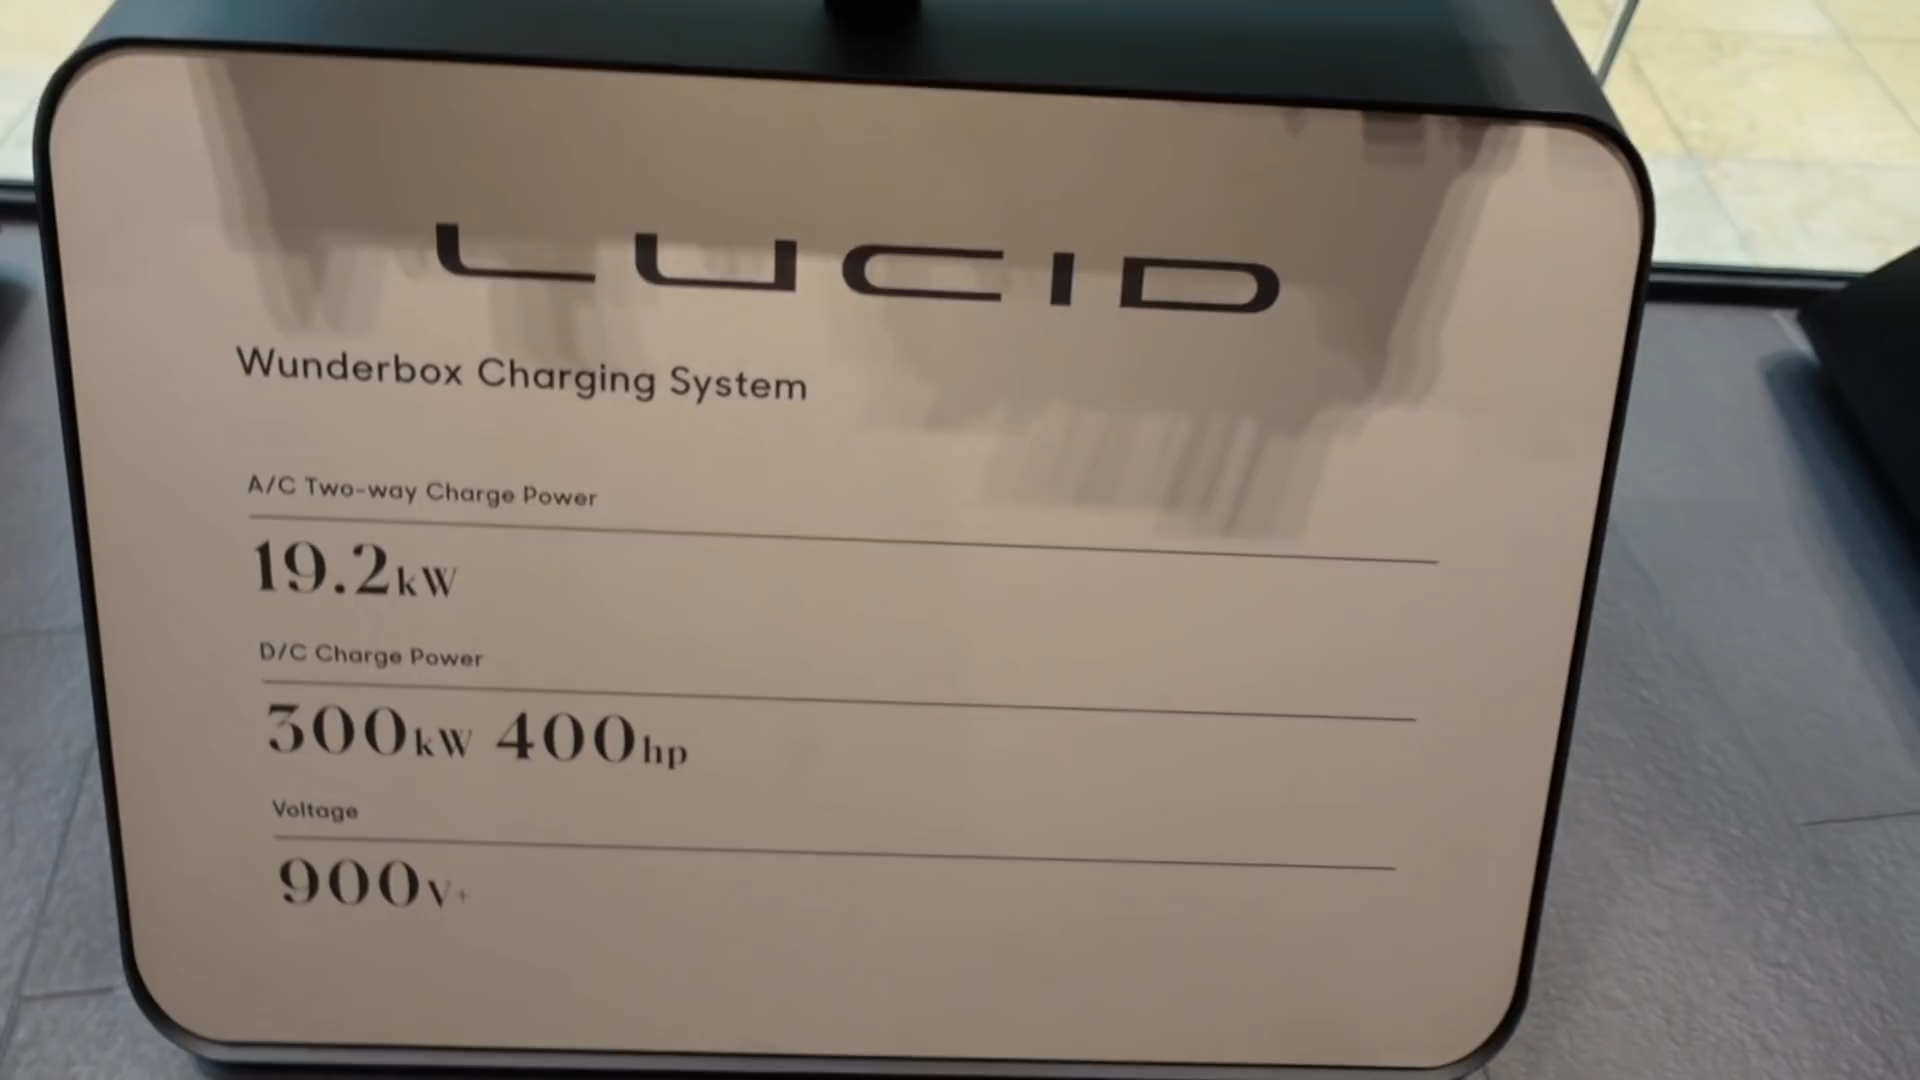 LUCID
Wunderbox Charging System
A/C Two-way Charge Power
19.2kW
D/C Charge Power
300kW 400hp
Voltage
900V+